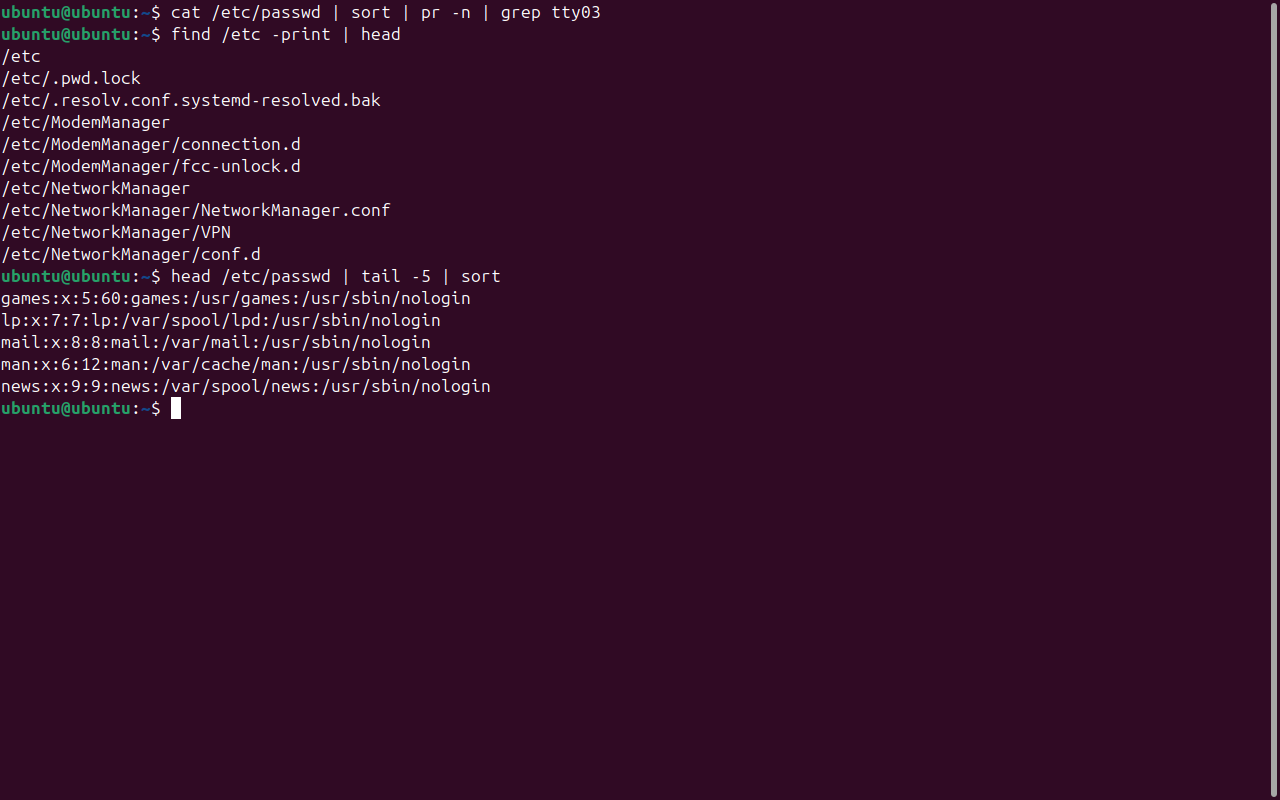 ubuntu@ubuntu:~$ cat /etc/passwd | sort | pr -n | grep tty03
ubuntu@ubuntu:~$ find /etc -print | head
/etc
/etc/.pwd.lock
/etc/.resolv.conf.systemd-resolved.bak
/etc/ModemManager
/etc/ModemManager/connection.d
/etc/ModemManager/fcc-unlock.d
/etc/NetworkManager
/etc/NetworkManager/NetworkManager.conf
/etc/NetworkManager/VPN
/etc/NetworkManager/conf.d
ubuntu@ubuntu:~$ head /etc/passwd | tail -5 | sort
games:x:5:60:games:/usr/games:/usr/sbin/nologin
lp:x:7:7:lp:/var/spool/lpd:/usr/sbin/nologin
mail:x:8:8:mail:/var/mail:/usr/sbin/nologin
man:x:6:12:man:/var/cache/man:/usr/sbin/nologin
news:x:9:9:news:/var/spool/news:/usr/sbin/nologin
ubuntu@ubuntu:~$